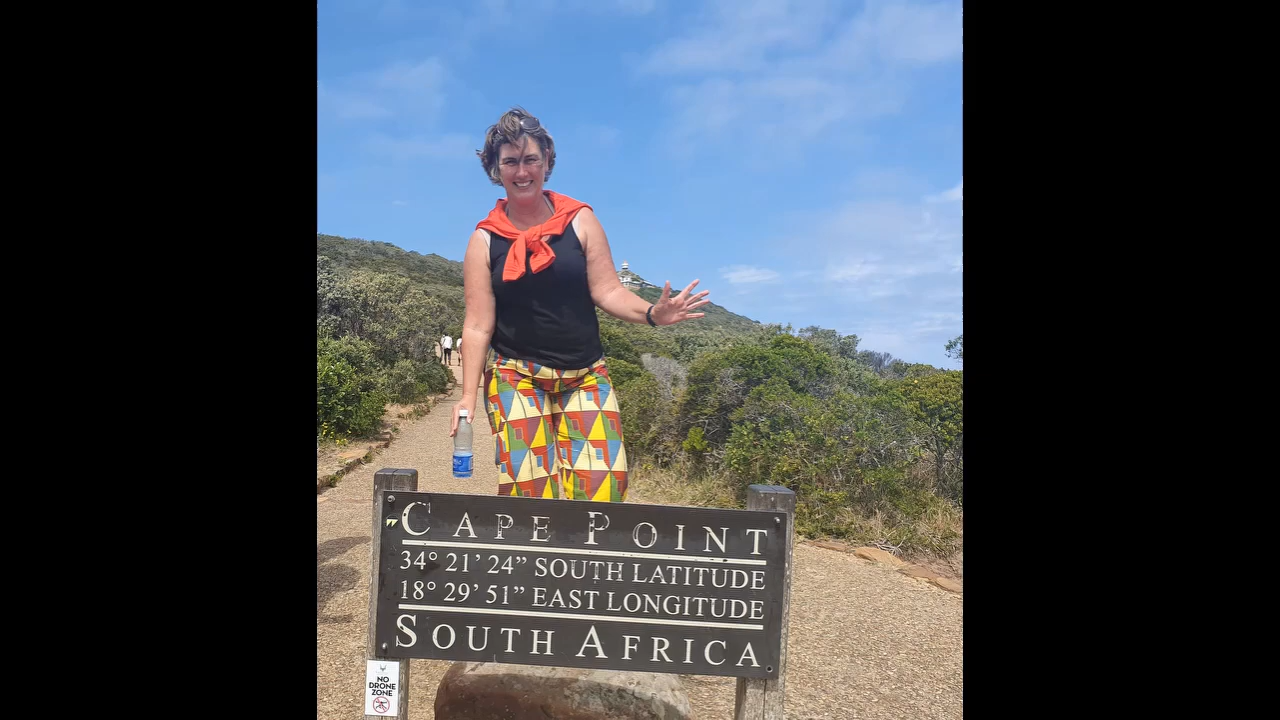 CAPE POINT
34° 21' 24" SOUTH LATITUDE
18° 29' 51" EAST LONGITUDE
SOUTH AFRICA
NO
DRONE
ZONE